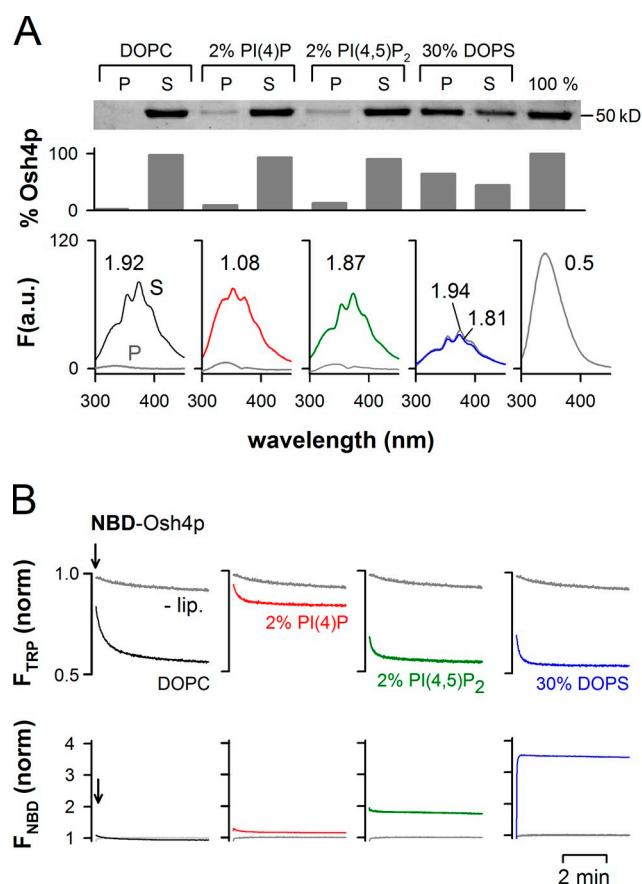 A
DOPC 2% PI(4)P 2% PI(4,5)P2 30% DOPS
P S P S P S P S 100 %
50 kD
% Osh4p
100
0
F(a.u.)
120
0
1.92 S P
1.08
1.87
1.94
1.81
0.5
300 400 300 400 300 400 300 400 300 400
wavelength (nm)
B
NBD-Osh4p
FTRP (norm)
1.0
0.5
- lip.
DOPC
2% PI(4)P
2% PI(4,5)P2
30% DOPS
FNBD (norm)
4
3
2
1
2 min